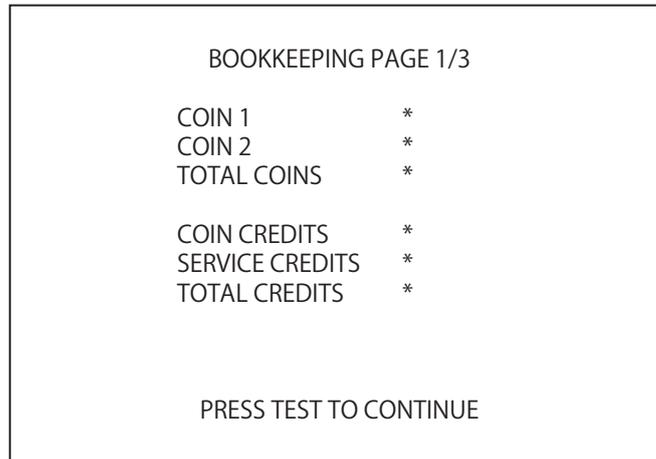 BOOKKEEPING PAGE 1/3
COIN 1 *
COIN 2 *
TOTAL COINS *
COIN CREDITS *
SERVICE CREDITS *
TOTAL CREDITS *
PRESS TEST TO CONTINUE